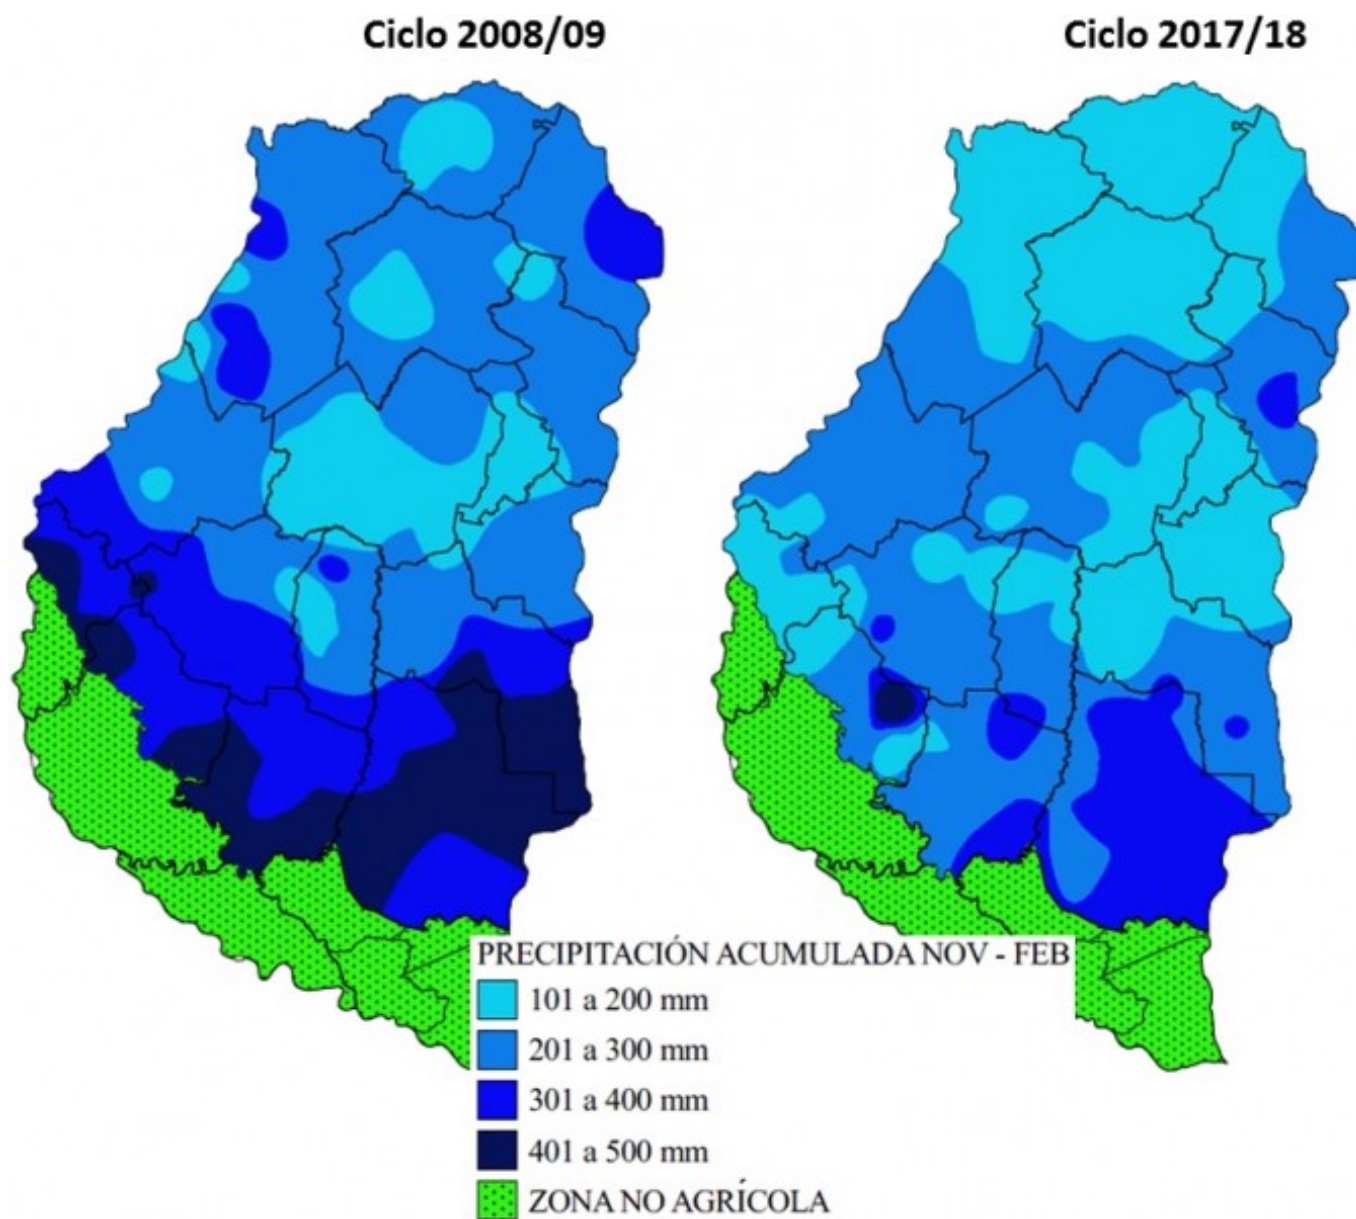 Ciclo 2008/09
Ciclo 2017/18
PRECIPITACIÓN ACUMULADA NOV - FEB
101 a 200 mm
201 a 300 mm
301 a 400 mm
401 a 500 mm
ZONA NO AGRÍCOLA